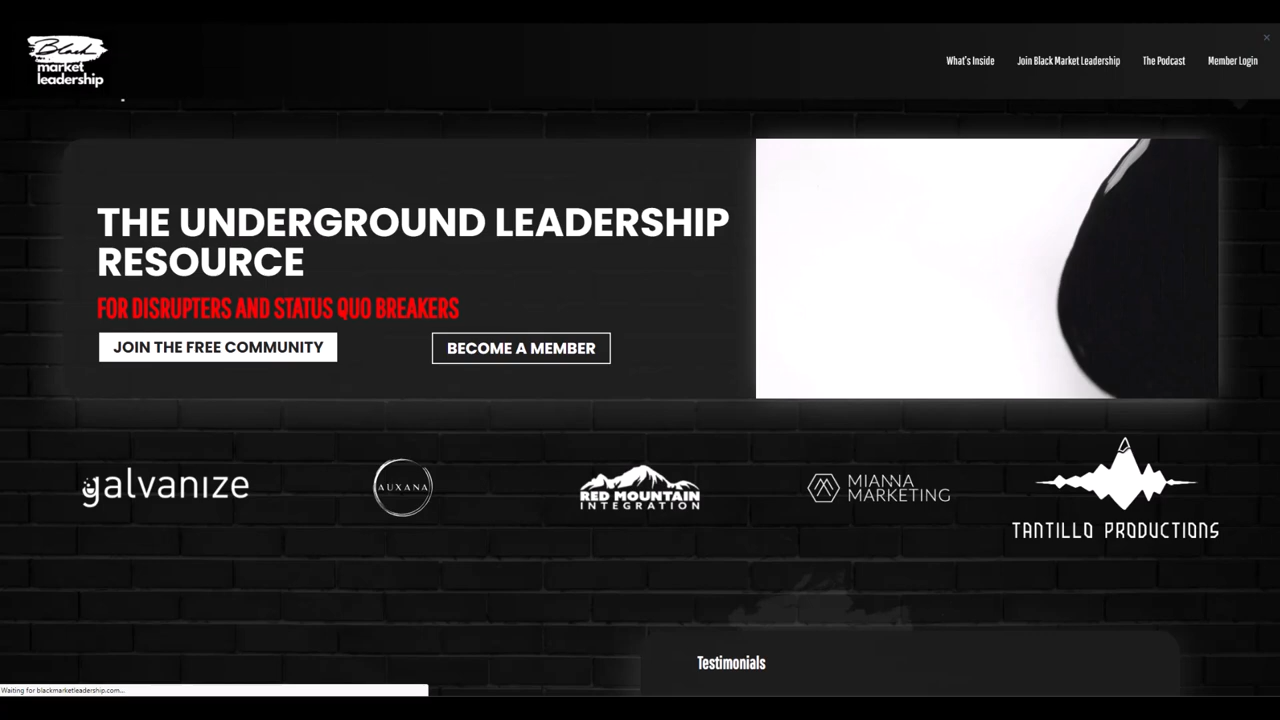 Black
market
leadership
What's Inside
Join Black Market Leadership
The Podcast
Member Login
THE UNDERGROUND LEADERSHIP
RESOURCE
FOR DISRUPTERS AND STATUS QUO BREAKERS
JOIN THE FREE COMMUNITY
BECOME A MEMBER
galvanize
AUXANA
RED MOUNTAIN
INTEGRATION
MIANNA
MARKETING
TANTILLO PRODUCTIONS
Testimonials
Waiting for blackmarketleadership.com...